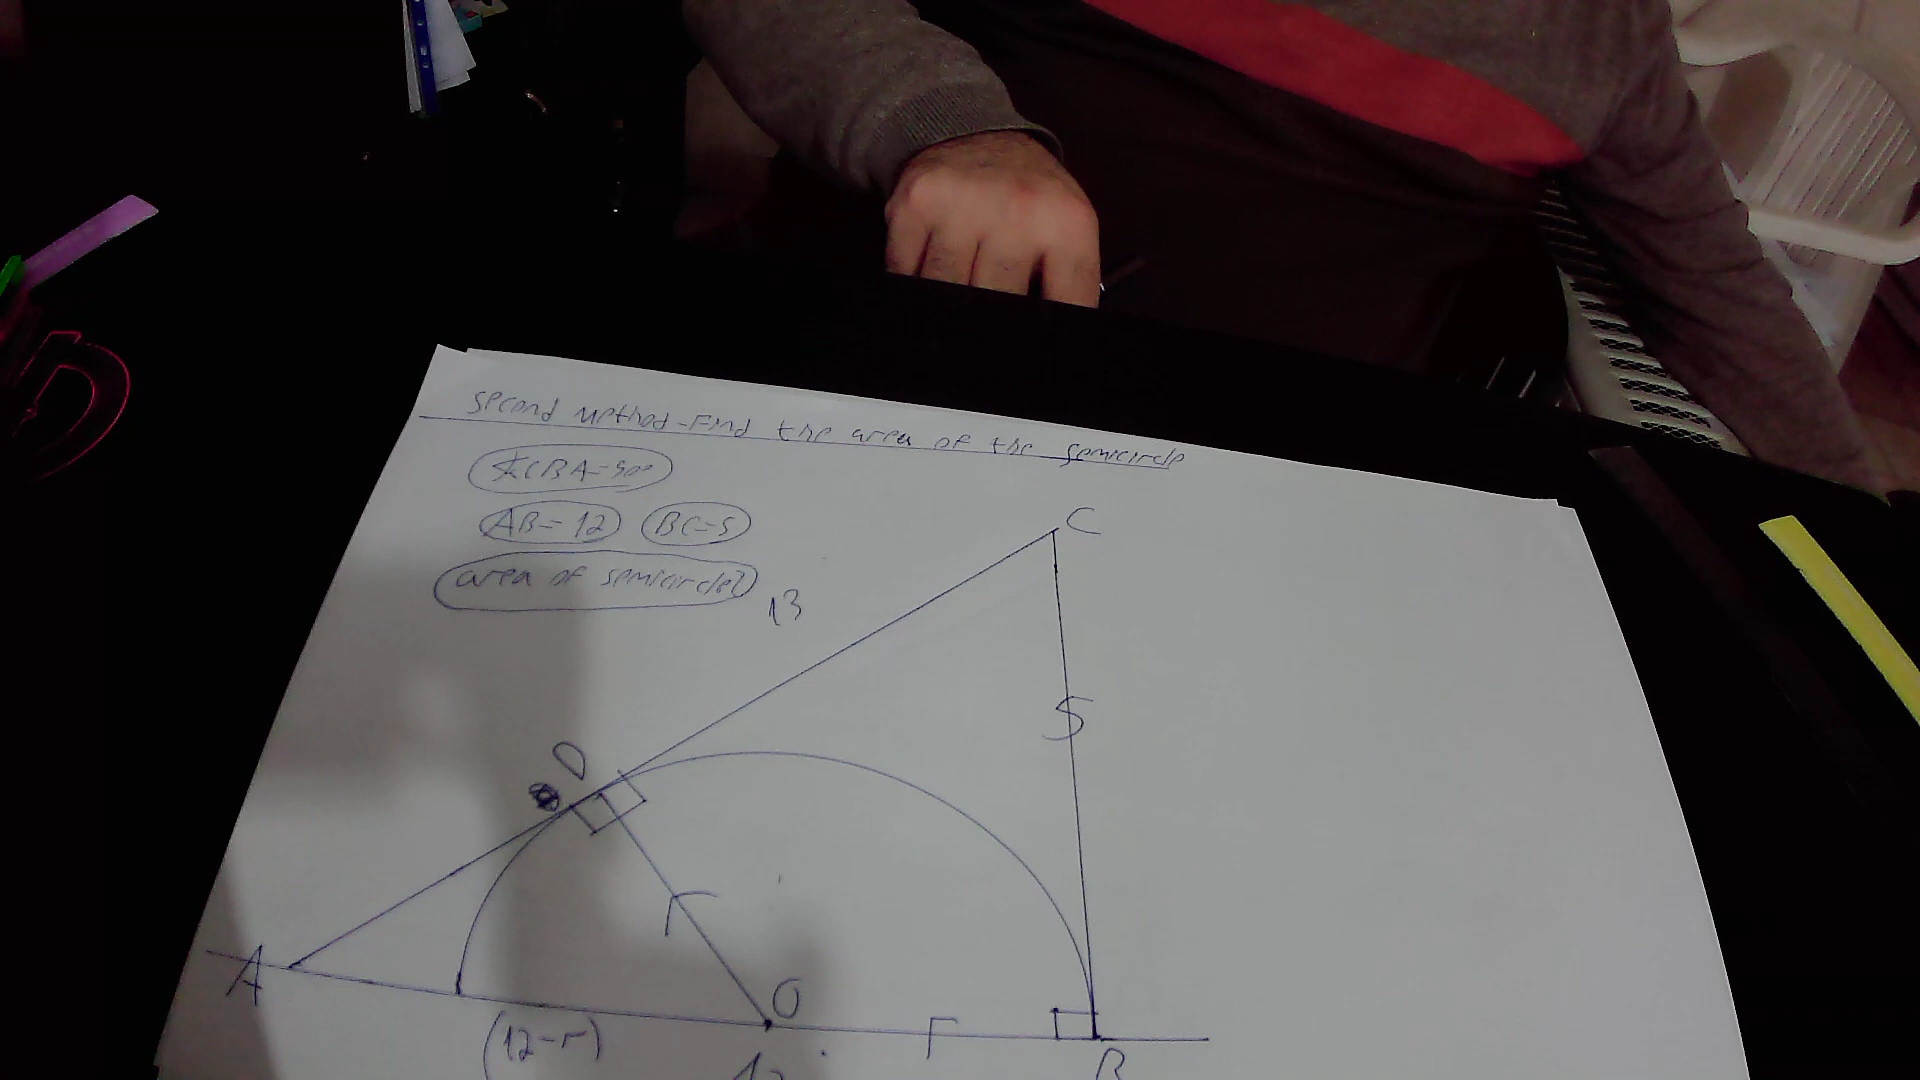 second method-Find the area of the semicircle
∡CBA=90°
AB=12 BC=5
area of semicircle?
13
C
5
D
r
A
O
(12-r)
r
12
B